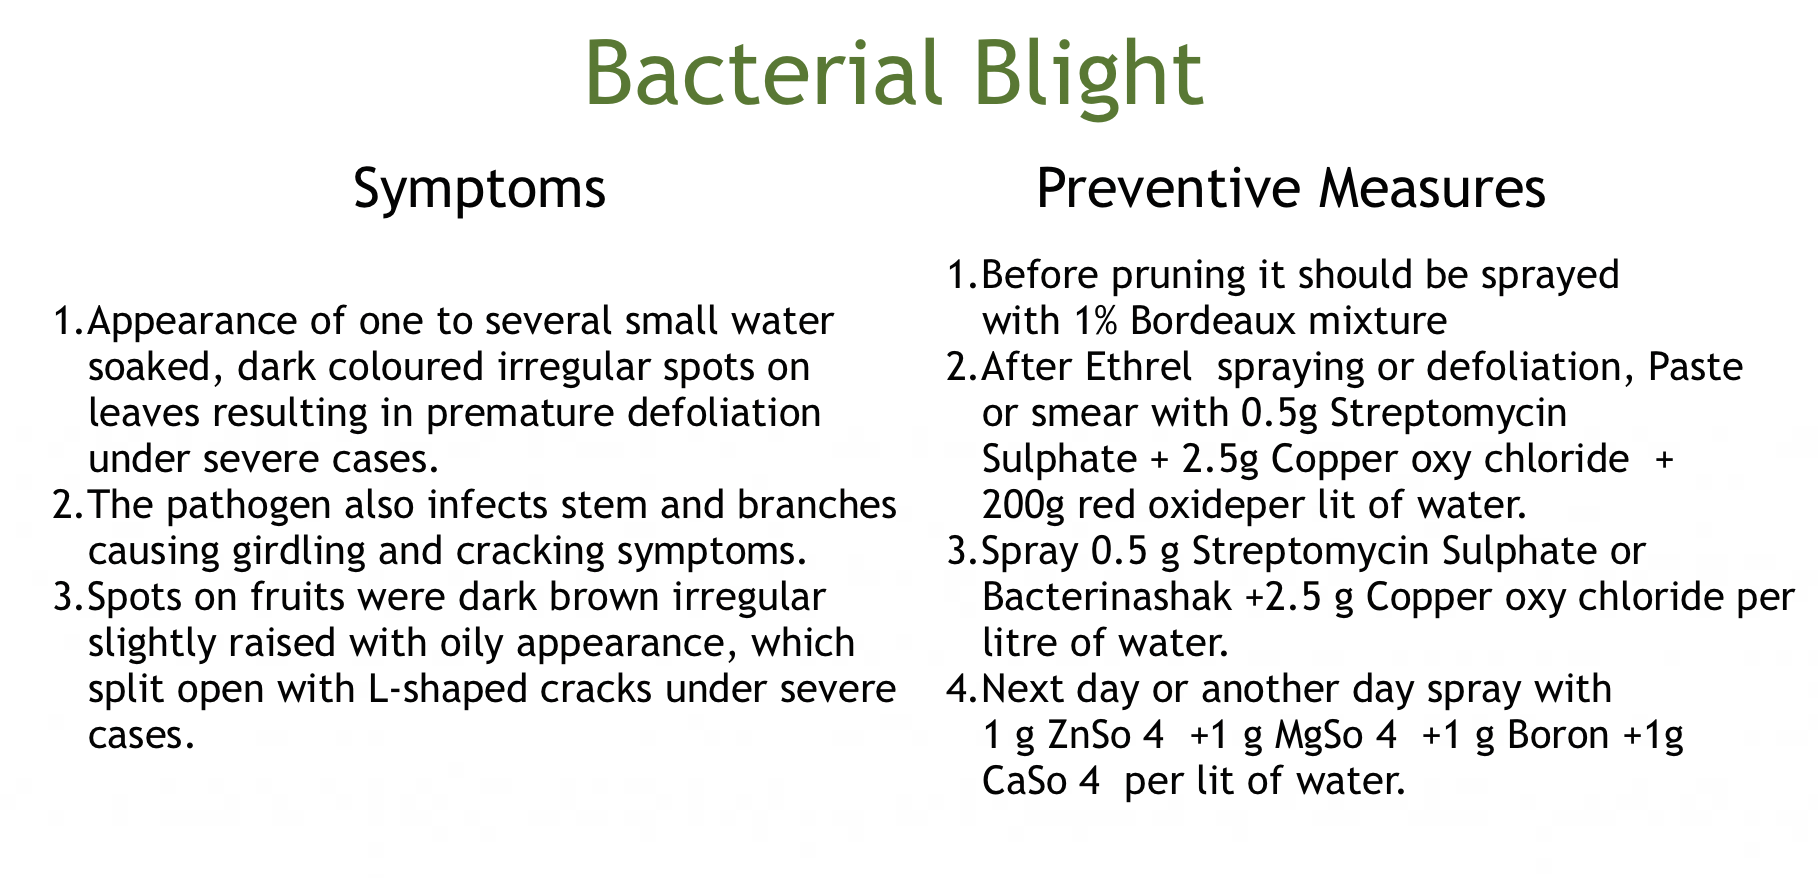 Bacterial Blight
Symptoms
1.Appearance of one to several small water
soaked, dark coloured irregular spots on
leaves resulting in premature defoliation
under severe cases.
2.The pathogen also infects stem and branches
causing girdling and cracking symptoms.
3.Spots on fruits were dark brown irregular
slightly raised with oily appearance, which
split open with L-shaped cracks under severe
cases.
Preventive Measures
1.Before pruning it should be sprayed
with 1% Bordeaux mixture
2.After Ethrel  spraying or defoliation, Paste
or smear with 0.5g Streptomycin
Sulphate + 2.5g Copper oxy chloride  +
200g red oxideper lit of water.
3.Spray 0.5 g Streptomycin Sulphate or
Bacterinashak +2.5 g Copper oxy chloride per
litre of water.
4.Next day or another day spray with
1 g ZnSo 4  +1 g MgSo 4  +1 g Boron +1g
CaSo 4  per lit of water.